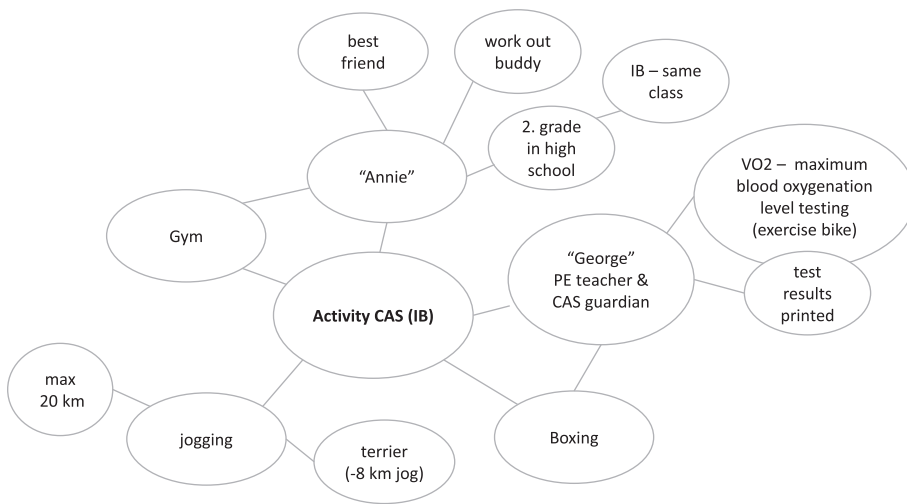 best
friend
work out
buddy
IB – same
class
2. grade
in high
school
“Annie”
VO2 – maximum
blood oxygenation
level testing
(exercise bike)
Gym
“George”
PE teacher &
CAS guardian
test
results
printed
Activity CAS (IB)
max
20 km
jogging
terrier
(-8 km jog)
Boxing